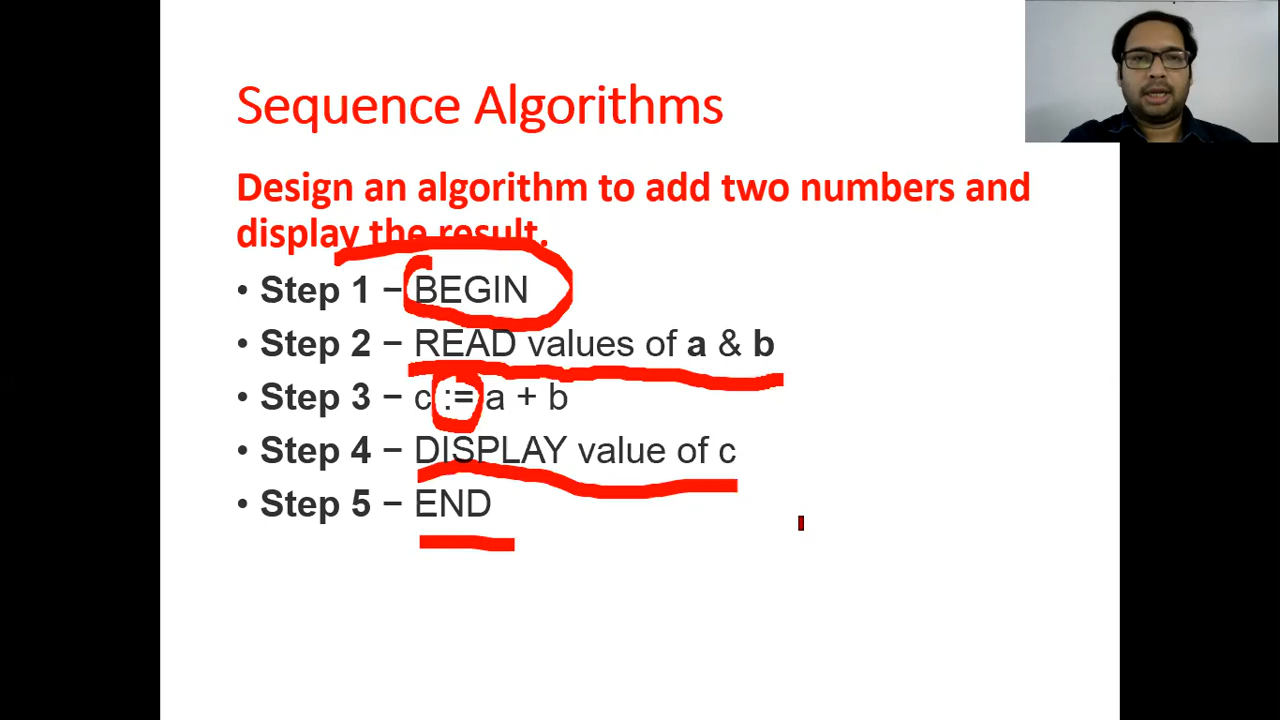 Sequence Algorithms
Design an algorithm to add two numbers and
display the result.
• Step 1 − BEGIN
• Step 2 − READ values of a & b
• Step 3 − c := a + b
• Step 4 − DISPLAY value of c
• Step 5 − END